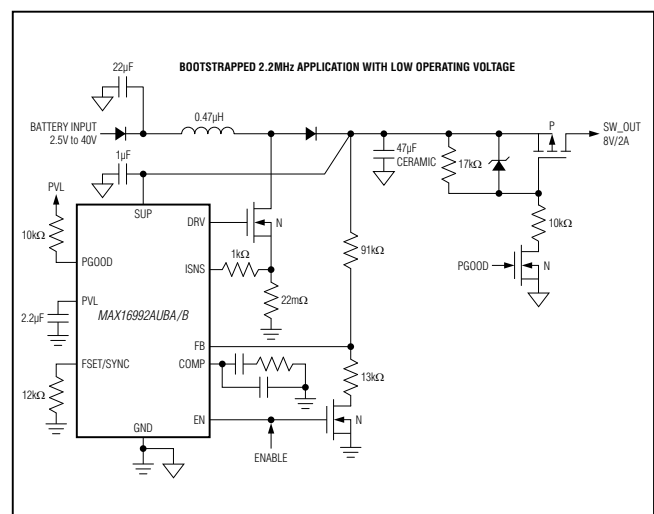 BOOTSTRAPPED 2.2MHz APPLICATION WITH LOW OPERATING VOLTAGE
22µF
BATTERY INPUT
2.5V to 40V
0.47µH
P
SW_OUT
8V/2A
47µF
CERAMIC
17kΩ
1µF
PVL
SUP
10kΩ
PGOOD
DRV
N
ISNS
1kΩ
22mΩ
91kΩ
10kΩ
PGOOD
N
PVL
2.2µF
MAX16992AUBA/B
FB
COMP
FSET/SYNC
12kΩ
13kΩ
EN
N
GND
ENABLE